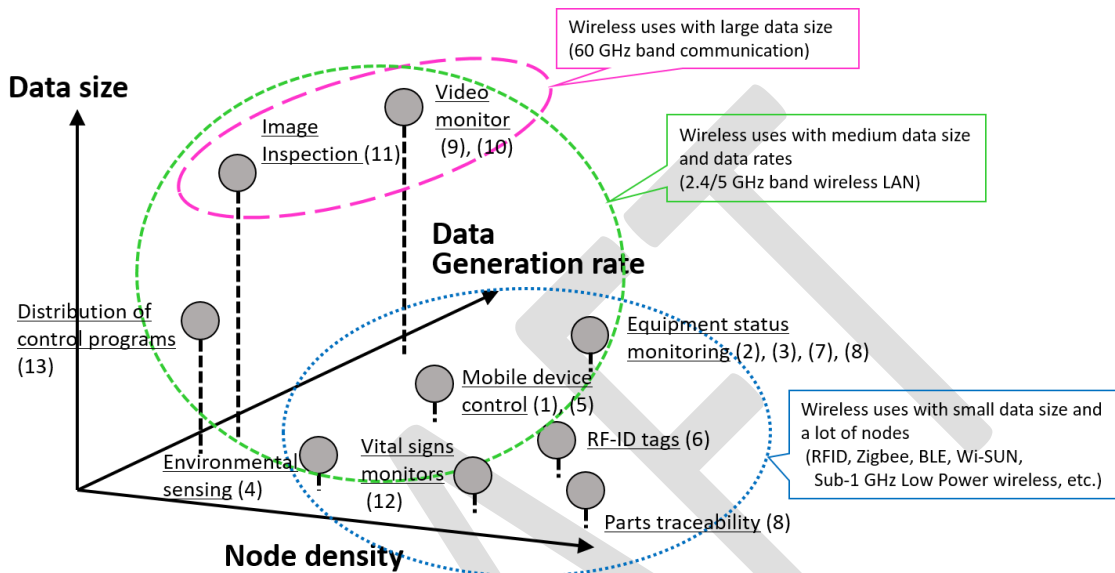 Wireless uses with large data size
(60 GHz band communication)
Data size
Video
monitor
(9), (10)
Image
Inspection (11)
Wireless uses with medium data size
and data rates
(2.4/5 GHz band wireless LAN)
Data
Generation rate
Distribution of
control programs
(13)
Equipment status
monitoring (2), (3), (7), (8)
Mobile device
control (1), (5)
Wireless uses with small data size and
a lot of nodes
(RFID, Zigbee, BLE, Wi-SUN,
Sub-1 GHz Low Power wireless, etc.)
RF-ID tags (6)
Vital signs
monitors
(12)
Environmental
sensing (4)
Parts traceability (8)
Node density